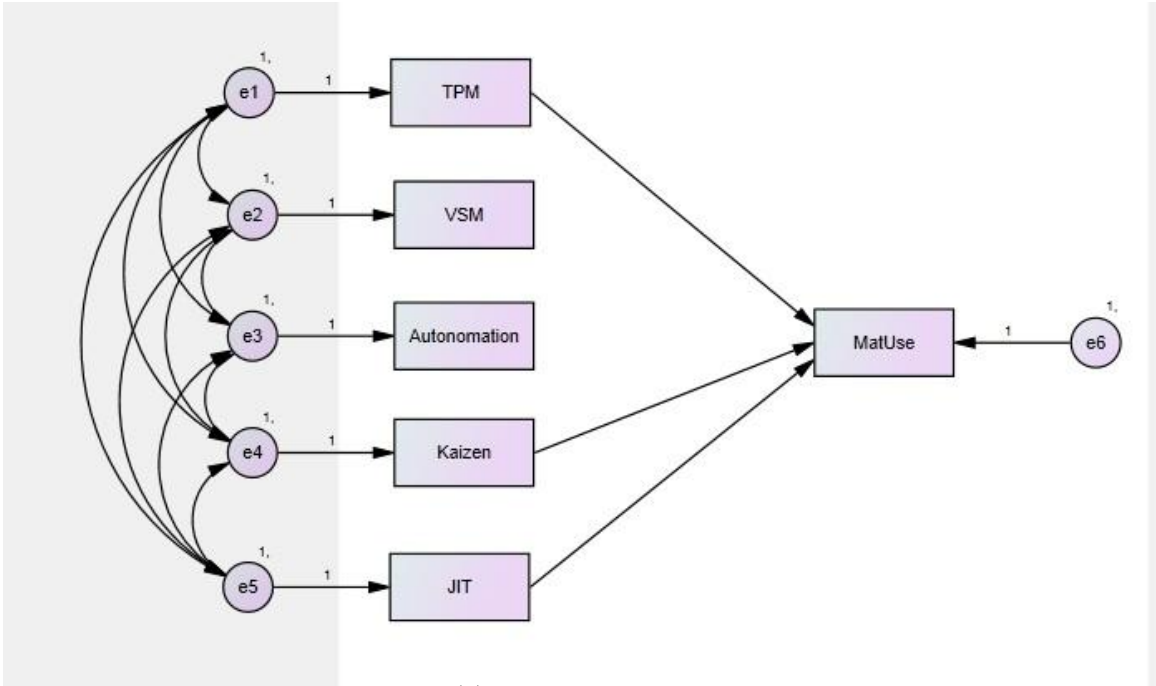 1,
e1
1
TPM
1,
e2
1
VSM
1,
e3
1
Autonomation
1,
e4
1
Kaizen
1,
e5
1
JIT
MatUse
1
1,
e6